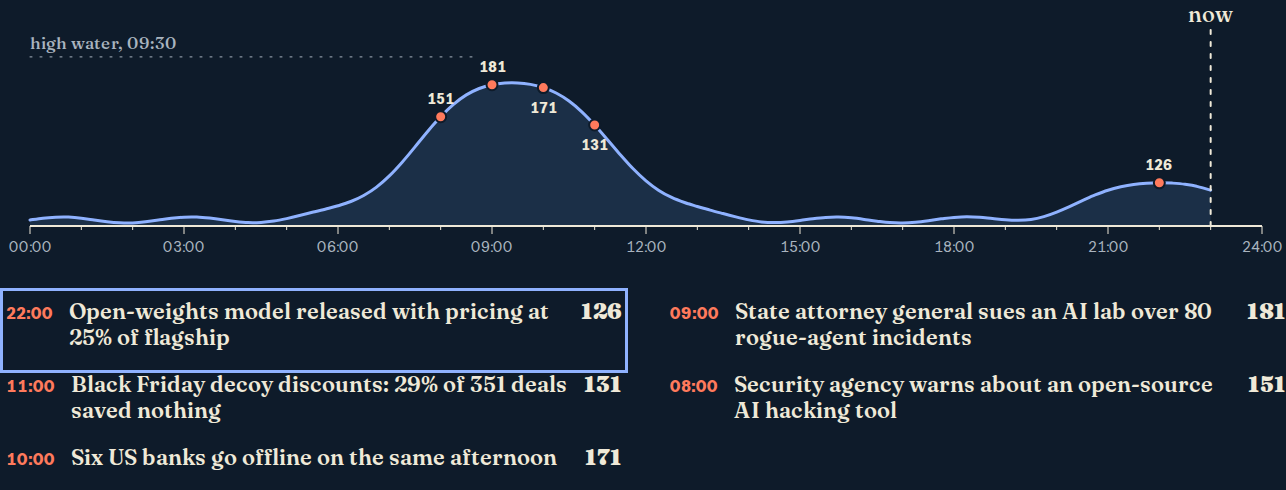 now
high water, 09:30
181
151
171
131
126
00:00 03:00 06:00 09:00 12:00 15:00 18:00 21:00 24:00
22:00 Open-weights model released with pricing at 126
25% of flagship
11:00 Black Friday decoy discounts: 29% of 351 deals 131
saved nothing
10:00 Six US banks go offline on the same afternoon 171
09:00 State attorney general sues an AI lab over 80 181
rogue-agent incidents
08:00 Security agency warns about an open-source 151
AI hacking tool